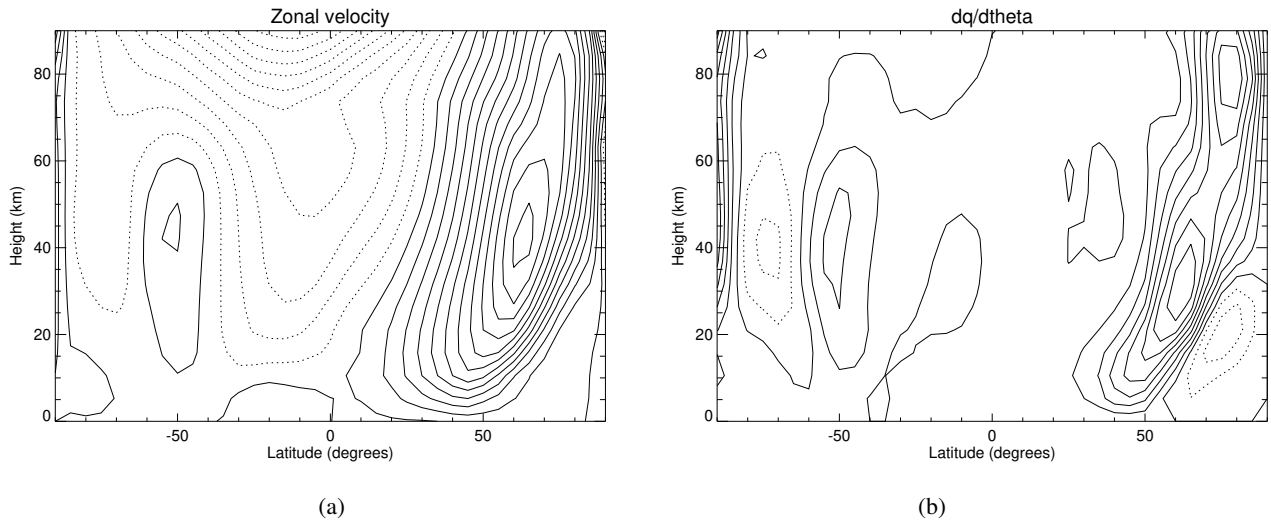 Zonal velocity
80
60
40
20
0
Height (km)
-50 0 50
Latitude (degrees)
(a)
dq/dtheta
80
60
40
20
0
Height (km)
-50 0 50
Latitude (degrees)
(b)